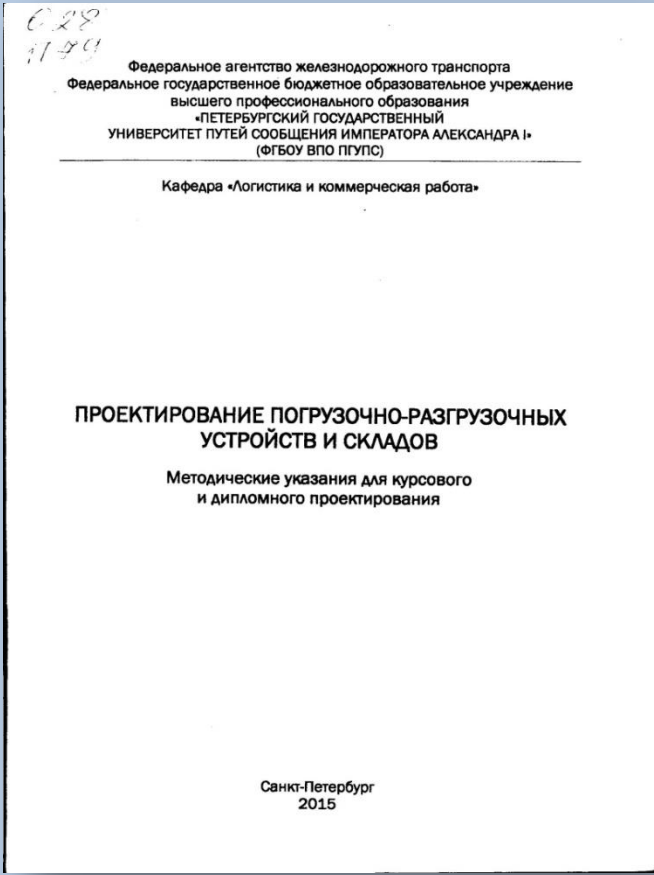 628
П79
Федеральное агентство железнодорожного транспорта
Федеральное государственное бюджетное образовательное учреждение
высшего профессионального образования
«ПЕТЕРБУРГСКИЙ ГОСУДАРСТВЕННЫЙ
УНИВЕРСИТЕТ ПУТЕЙ СООБЩЕНИЯ ИМПЕРАТОРА АЛЕКСАНДРА I»
(ФГБОУ ВПО ПГУПС)
Кафедра «Логистика и коммерческая работа»
ПРОЕКТИРОВАНИЕ ПОГРУЗОЧНО-РАЗГРУЗОЧНЫХ
УСТРОЙСТВ И СКЛАДОВ
Методические указания для курсового
и дипломного проектирования
Санкт-Петербург
2015